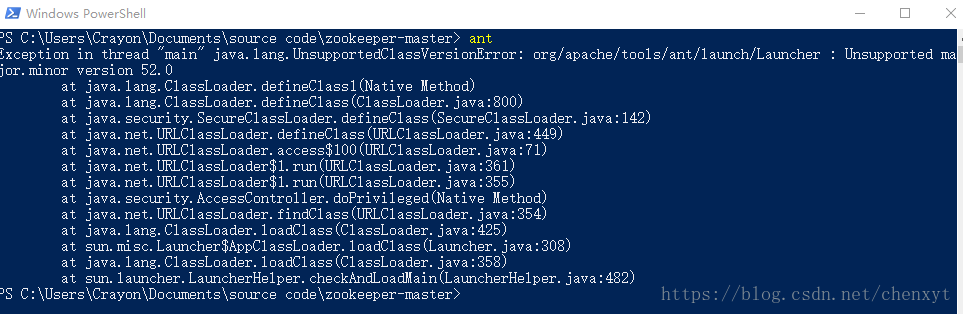 Windows PowerShell
PS C:\Users\Crayon\Documents\source code\zookeeper-master> ant
Exception in thread "main" java.lang.UnsupportedClassVersionError: org/apache/tools/ant/launch/Launcher : Unsupported ma
jor.minor version 52.0
at java.lang.ClassLoader.defineClass1(Native Method)
at java.lang.ClassLoader.defineClass(ClassLoader.java:800)
at java.security.SecureClassLoader.defineClass(SecureClassLoader.java:142)
at java.net.URLClassLoader.defineClass(URLClassLoader.java:449)
at java.net.URLClassLoader.access$100(URLClassLoader.java:71)
at java.net.URLClassLoader$1.run(URLClassLoader.java:361)
at java.net.URLClassLoader$1.run(URLClassLoader.java:355)
at java.security.AccessController.doPrivileged(Native Method)
at java.net.URLClassLoader.findClass(URLClassLoader.java:354)
at java.lang.ClassLoader.loadClass(ClassLoader.java:425)
at sun.misc.Launcher$AppClassLoader.loadClass(Launcher.java:308)
at java.lang.ClassLoader.loadClass(ClassLoader.java:358)
at sun.launcher.LauncherHelper.checkAndLoadMain(LauncherHelper.java:482)
PS C:\Users\Crayon\Documents\source code\zookeeper-master>
https://blog.csdn.net/chenxyt